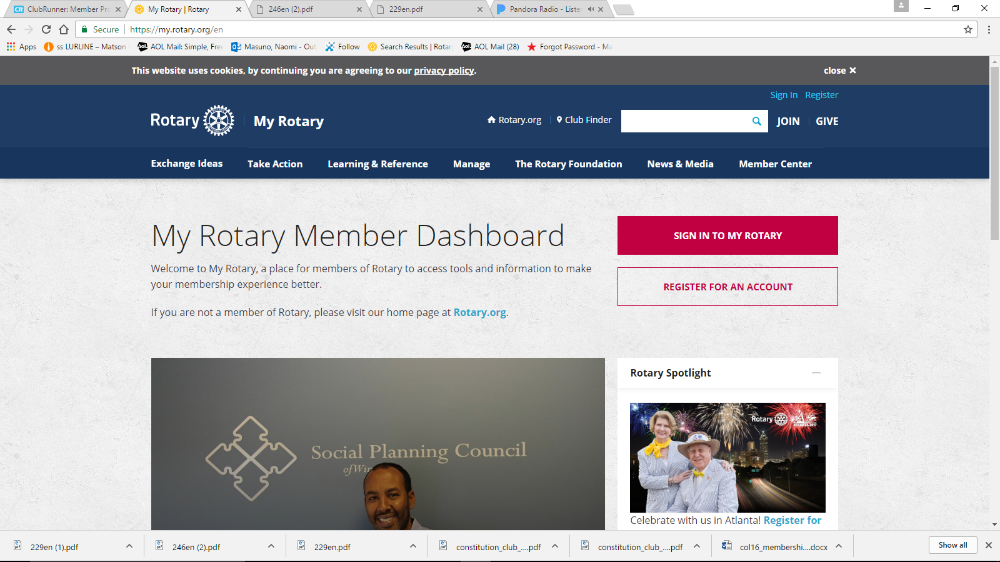 ClubRunner: Member Pro
My Rotary | Rotary
246en (2).pdf
229en.pdf
Pandora Radio - Listen
Secure
https://my.rotary.org/en
Apps
ss LURLINE – Matson
AOL Mail: Simple, Free
Masuno, Naomi - Out
Follow
Search Results | Rotar
AOL Mail (28)
Forgot Password - Ma
This website uses cookies, by continuing you are agreeing to our privacy policy.
close
Sign In Register
Rotary
My Rotary
Rotary.org
Club Finder
JOIN
GIVE
Exchange Ideas
Take Action
Learning & Reference
Manage
The Rotary Foundation
News & Media
Member Center
My Rotary Member Dashboard
SIGN IN TO MY ROTARY
Welcome to My Rotary, a place for members of Rotary to access tools and information to make
your membership experience better.
REGISTER FOR AN ACCOUNT
If you are not a member of Rotary, please visit our home page at Rotary.org.
Social Planning Council
of Win
Rotary Spotlight
Rotary
ATLANTA 2017
Celebrate with us in Atlanta! Register for
229en (1).pdf
246en (2).pdf
229en.pdf
constitution_club_....pdf
constitution_club_....pdf
col16_membershi....docx
Show all